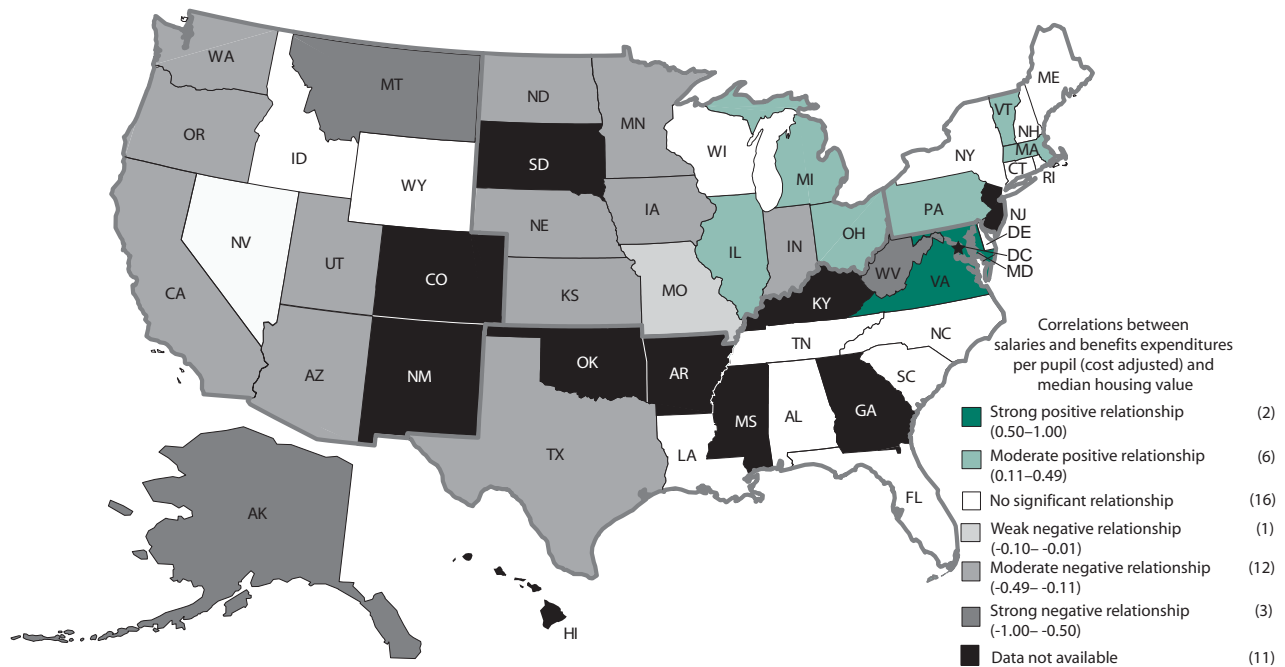 WA
MT
ND
MN
OR
ID
SD
WI
WY
NE
IA
MI
NV
UT
CO
KS
MO
IL
IN
OH
CA
AZ
NM
OK
AR
TX
KY
WV
VA
PA
NY
VT
NH
ME
MA
CT
RI
NJ
DE
DC
MD
TN
NC
SC
MS
AL
GA
LA
FL
AK
HI
Correlations between
salaries and benefits expenditures
per pupil (cost adjusted) and
median housing value
Strong positive relationship (2)
(0.50–1.00)
Moderate positive relationship (6)
(0.11–0.49)
No significant relationship (16)
Weak negative relationship (1)
(-0.10– -0.01)
Moderate negative relationship (12)
(-0.49– -0.11)
Strong negative relationship (3)
(-1.00– -0.50)
Data not available (11)